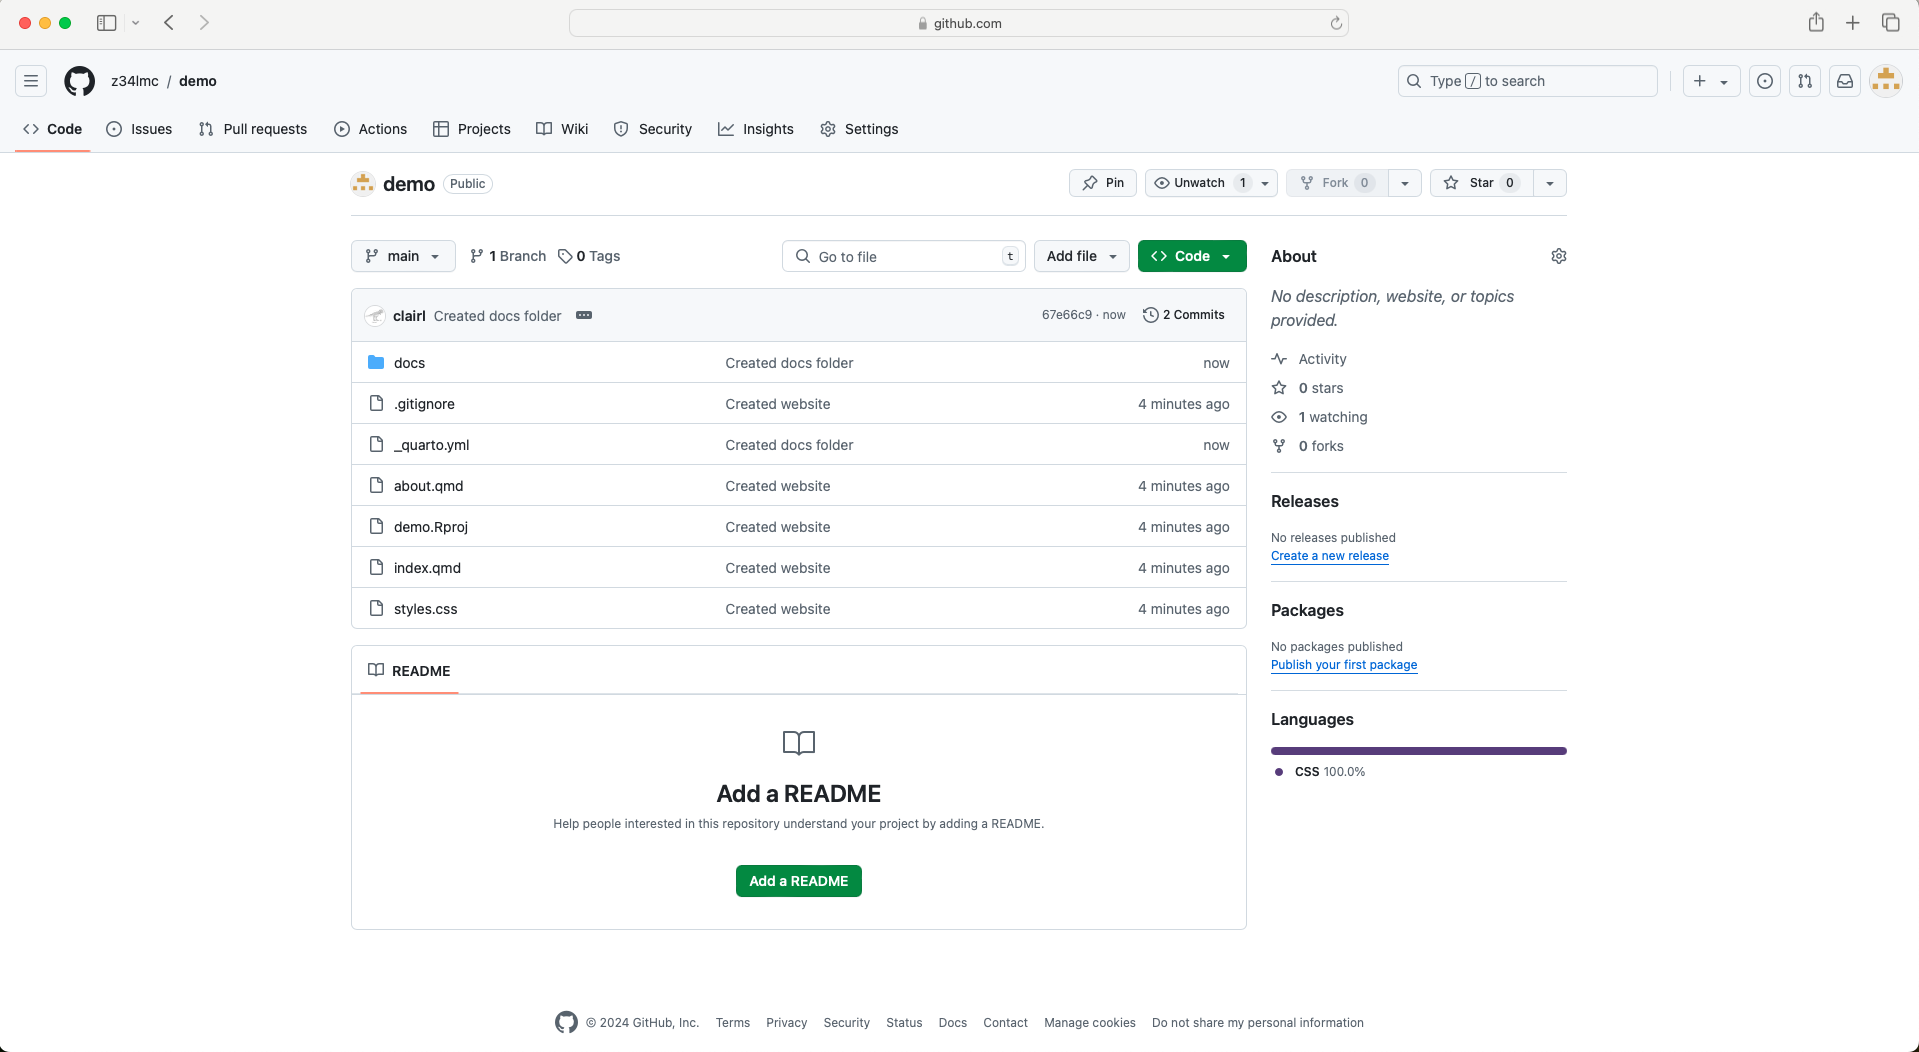 github.com
z34lmc / demo
Type / to search
Code Issues Pull requests Actions Projects Wiki Security Insights Settings
demo Public
Pin Unwatch 1 Fork 0 Star 0
main 1 Branch 0 Tags Go to file t Add file Code
clairl Created docs folder 67e66c9 · now 2 Commits
docs Created docs folder now
.gitignore Created website 4 minutes ago
_quarto.yml Created docs folder now
about.qmd Created website 4 minutes ago
demo.Rproj Created website 4 minutes ago
index.qmd Created website 4 minutes ago
styles.css Created website 4 minutes ago
README
Add a README
Help people interested in this repository understand your project by adding a README.
Add a README
About
No description, website, or topics
provided.
Activity
0 stars
1 watching
0 forks
Releases
No releases published
Create a new release
Packages
No packages published
Publish your first package
Languages
CSS 100.0%
© 2024 GitHub, Inc. Terms Privacy Security Status Docs Contact Manage cookies Do not share my personal information